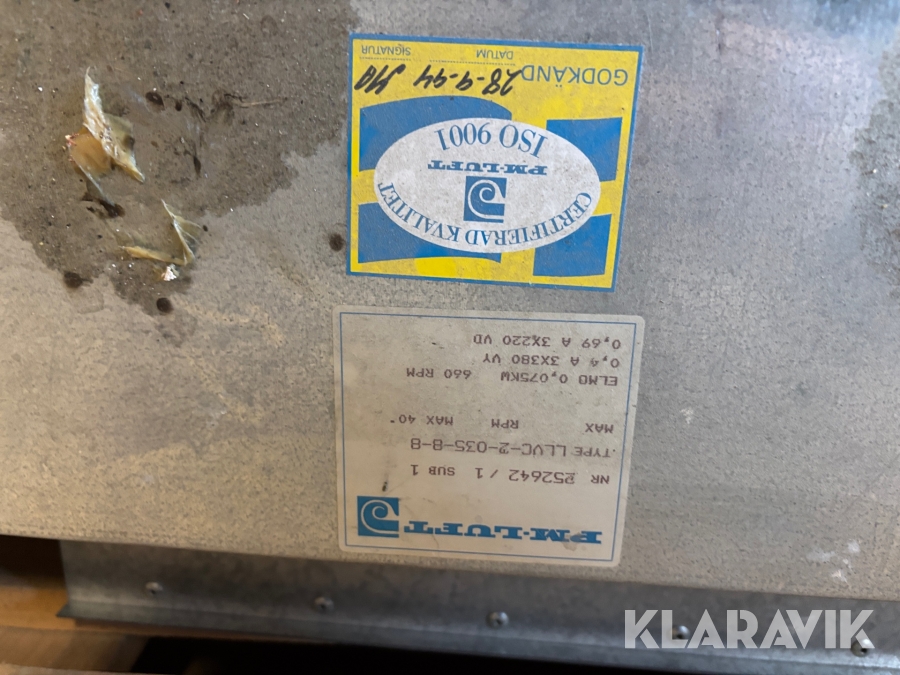 PM-LUFT
NR 252642 / 1 SUB 1
TYPE LLVC-2-035-8-8
MAX RPM MAX 40°
ELMO 0,075KW 660 RPM
0,4 A 3X380 VY
0,69 A 3X220 VD
CERTIFIERAD KVALITET
PM-LUFT
ISO 9001
GODKÄND
28-9-94
DATUM SIGNATUR
KLARAVIK